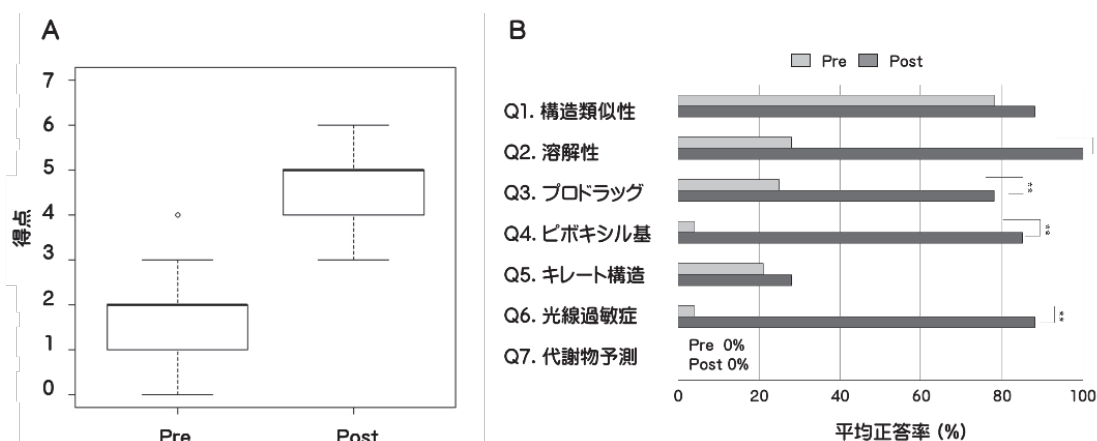 A
7
6
5
4
3
2
1
0
得点
Pre
Post
B
Pre Post
Q1. 構造類似性
Q2. 溶解性
Q3. プロドラッグ
**
Q4. ピボキシル基
**
Q5. キレート構造
Q6. 光線過敏症
**
Q7. 代謝物予測
Pre 0%
Post 0%
0 20 40 60 80 100
平均正答率 (%)